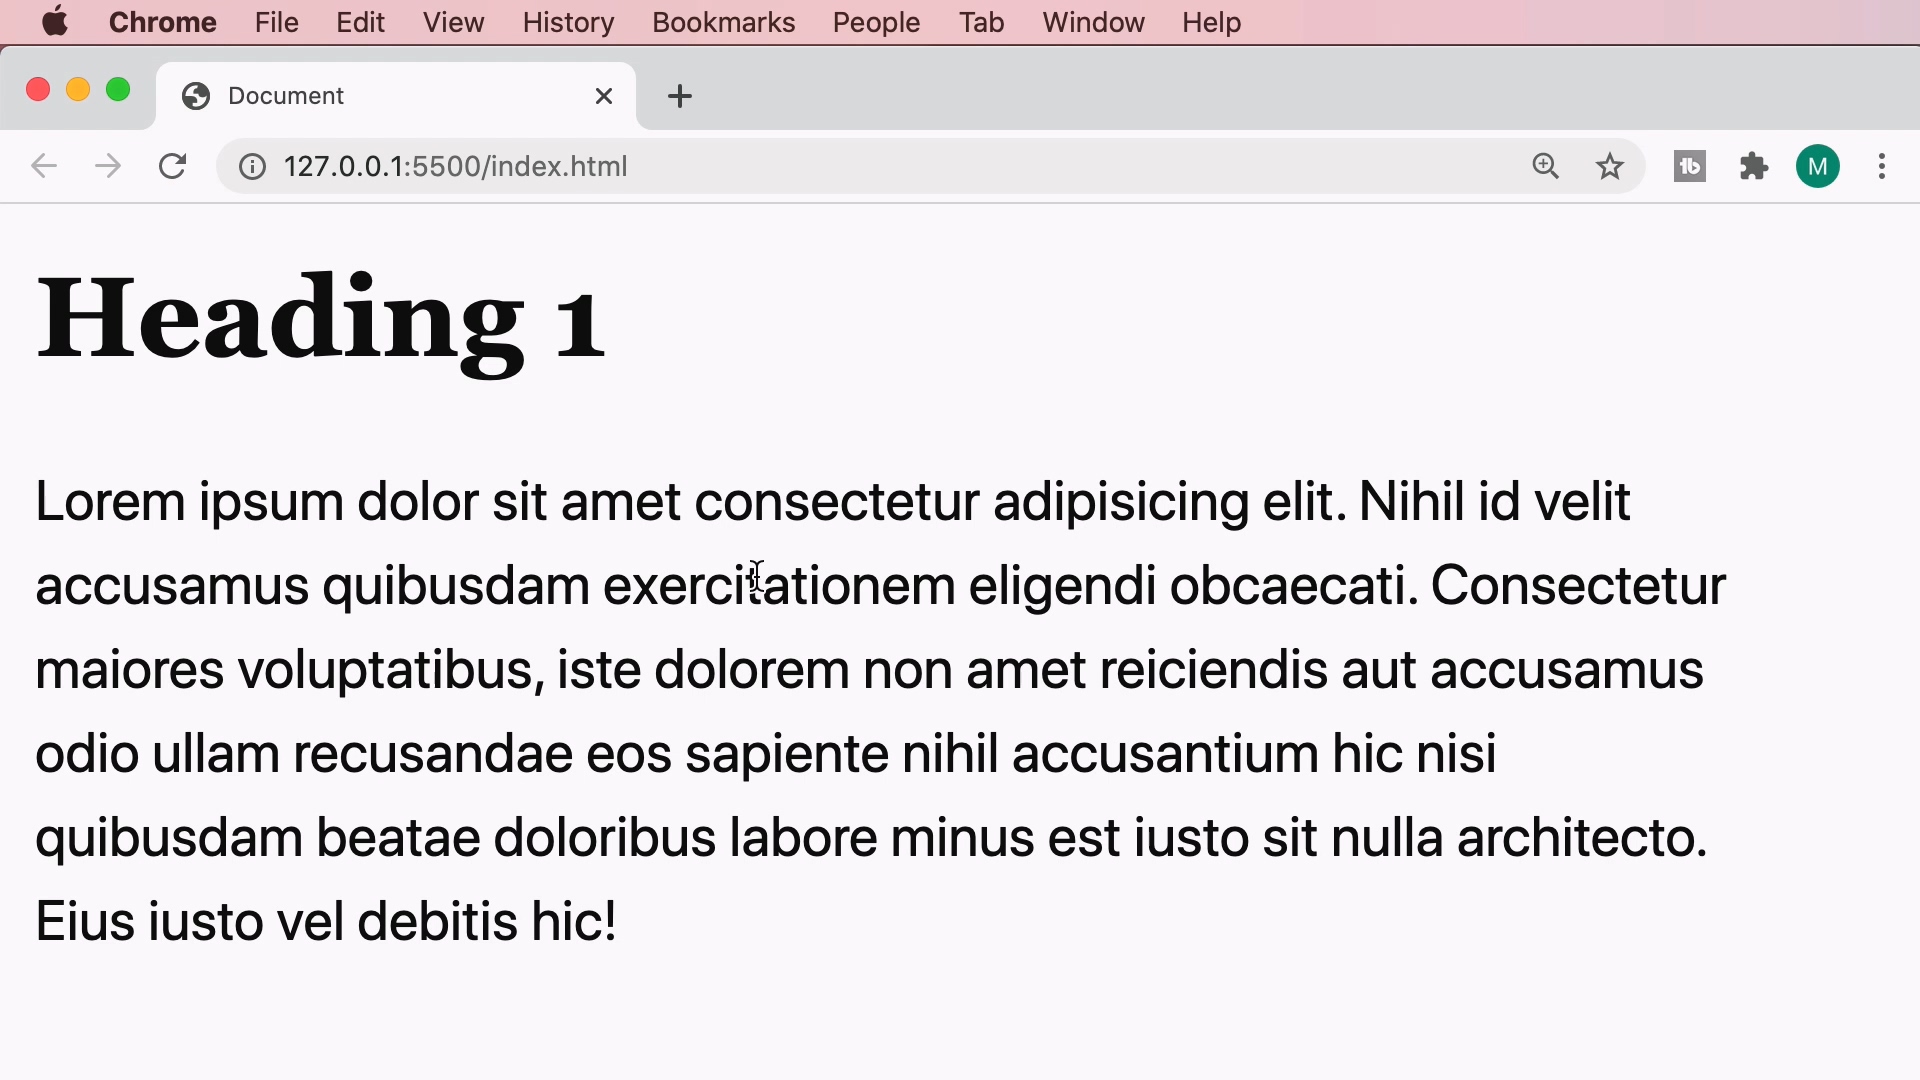 Chrome File Edit View History Bookmarks People Tab Window Help
Document
127.0.0.1:5500/index.html
M
Heading 1
Lorem ipsum dolor sit amet consectetur adipisicing elit. Nihil id velit
accusamus quibusdam exercitationem eligendi obcaecati. Consectetur
maiores voluptatibus, iste dolorem non amet reiciendis aut accusamus
odio ullam recusandae eos sapiente nihil accusantium hic nisi
quibusdam beatae doloribus labore minus est iusto sit nulla architecto.
Eius iusto vel debitis hic!